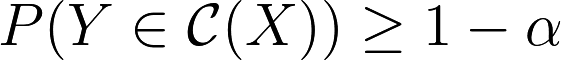 P(Y ∈ 𝒞(X)) ≥ 1 − α